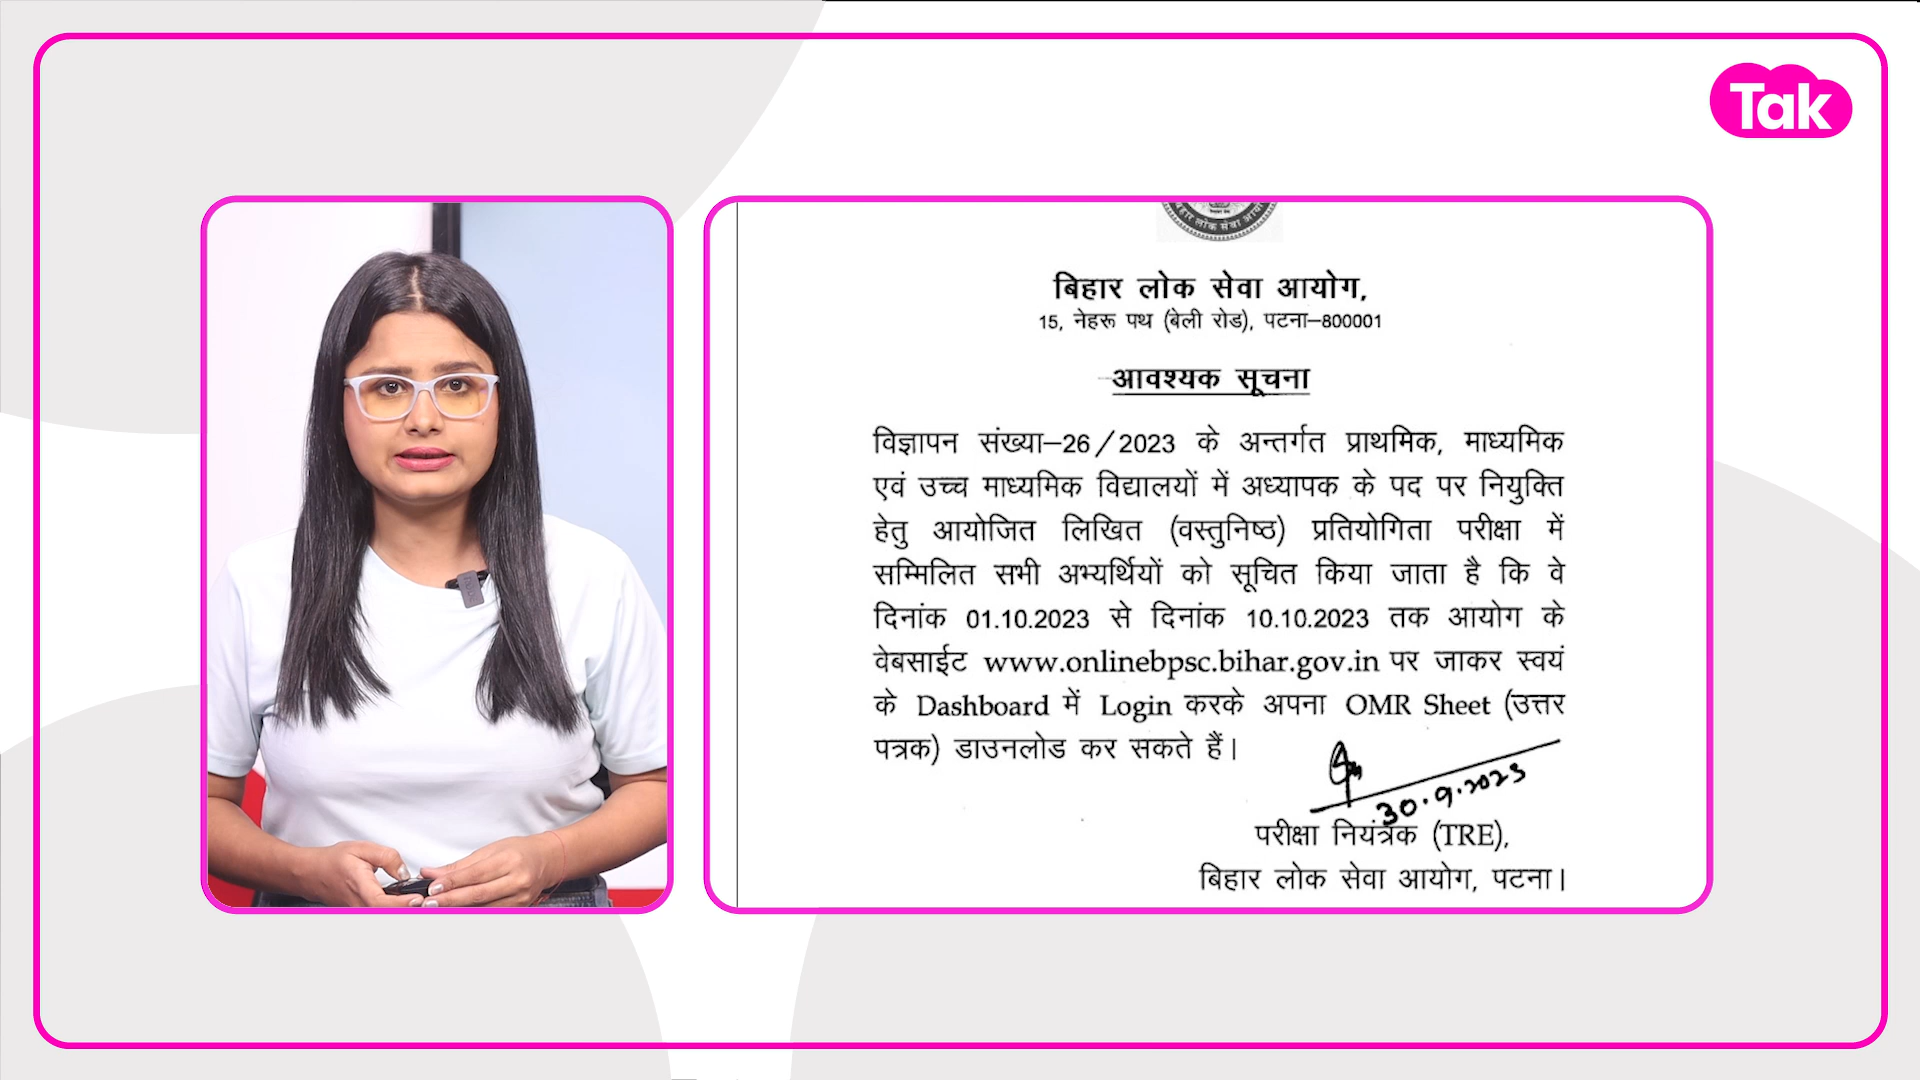 Tak
बिहार लोक सेवा आयो
बिहार लोक सेवा आयोग,
15, नेहरू पथ (बेली रोड), पटना–800001
आवश्यक सूचना
विज्ञापन संख्या–26/2023 के अन्तर्गत प्राथमिक, माध्यमिक
एवं उच्च माध्यमिक विद्यालयों में अध्यापक के पद पर नियुक्ति
हेतु आयोजित लिखित (वस्तुनिष्ठ) प्रतियोगिता परीक्षा में
सम्मिलित सभी अभ्यर्थियों को सूचित किया जाता है कि वे
दिनांक 01.10.2023 से दिनांक 10.10.2023 तक आयोग के
वेबसाईट www.onlinebpsc.bihar.gov.in पर जाकर स्वयं
के Dashboard में Login करके अपना OMR Sheet (उत्तर
पत्रक) डाउनलोड कर सकते हैं।
30.9.2023
परीक्षा नियंत्रक (TRE),
बिहार लोक सेवा आयोग, पटना।